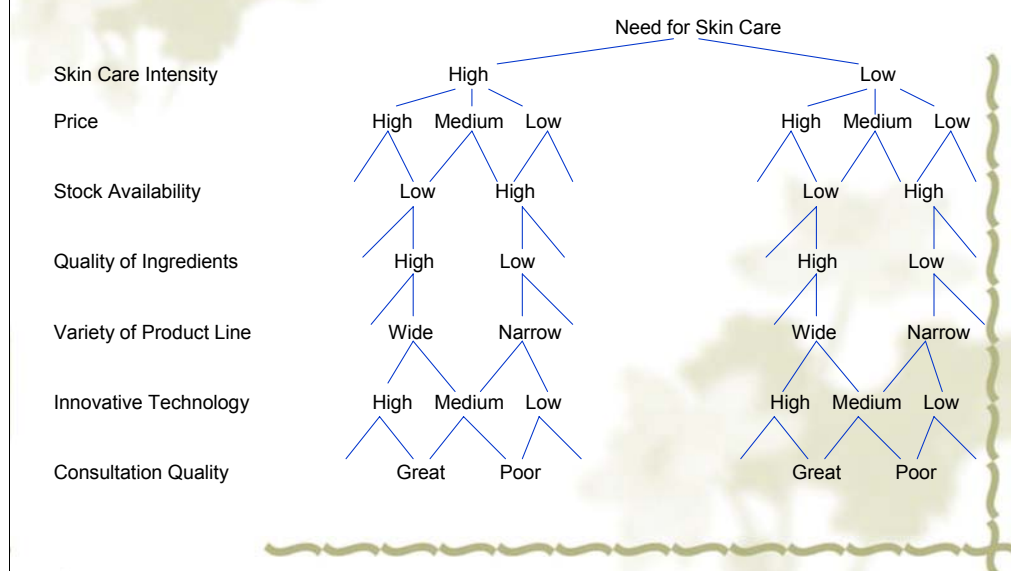 Need for Skin Care
Skin Care Intensity High Low
Price High Medium Low High Medium Low
Stock Availability Low High Low High
Quality of Ingredients High Low High Low
Variety of Product Line Wide Narrow Wide Narrow
Innovative Technology High Medium Low High Medium Low
Consultation Quality Great Poor Great Poor